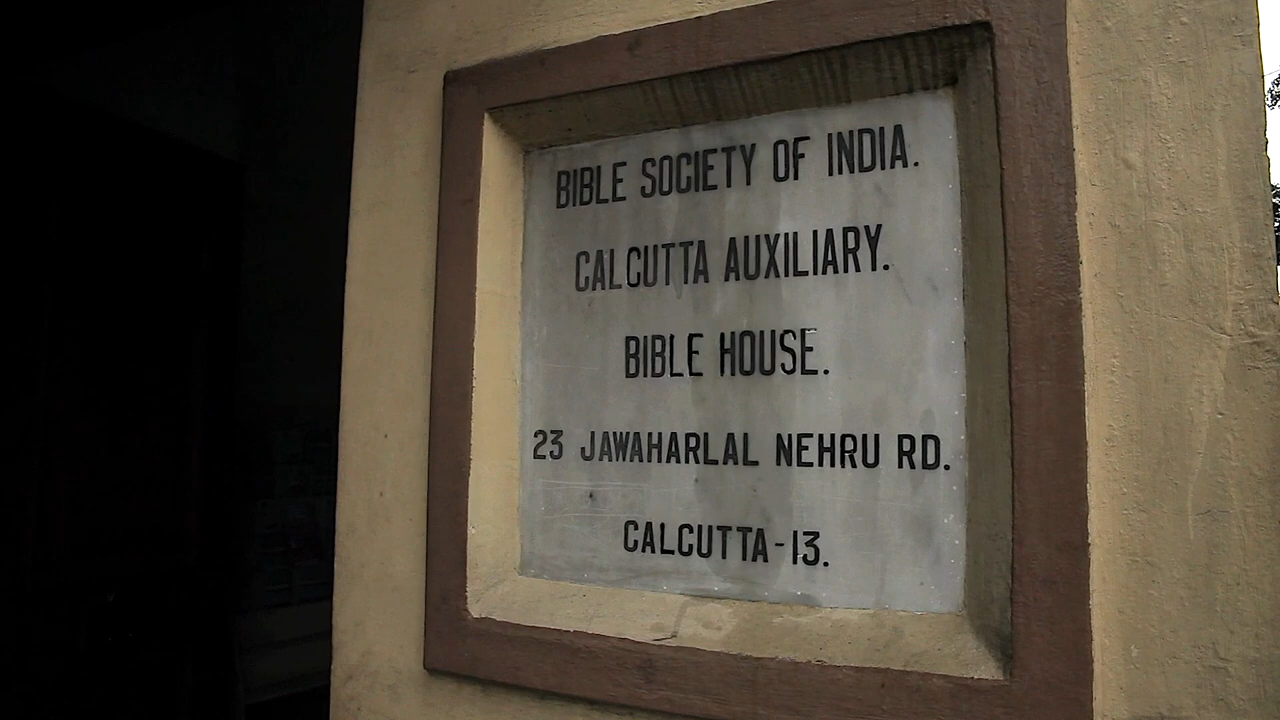 BIBLE SOCIETY OF INDIA.
CALCUTTA AUXILIARY.
BIBLE HOUSE.
23 JAWAHARLAL NEHRU RD.
CALCUTTA-13.